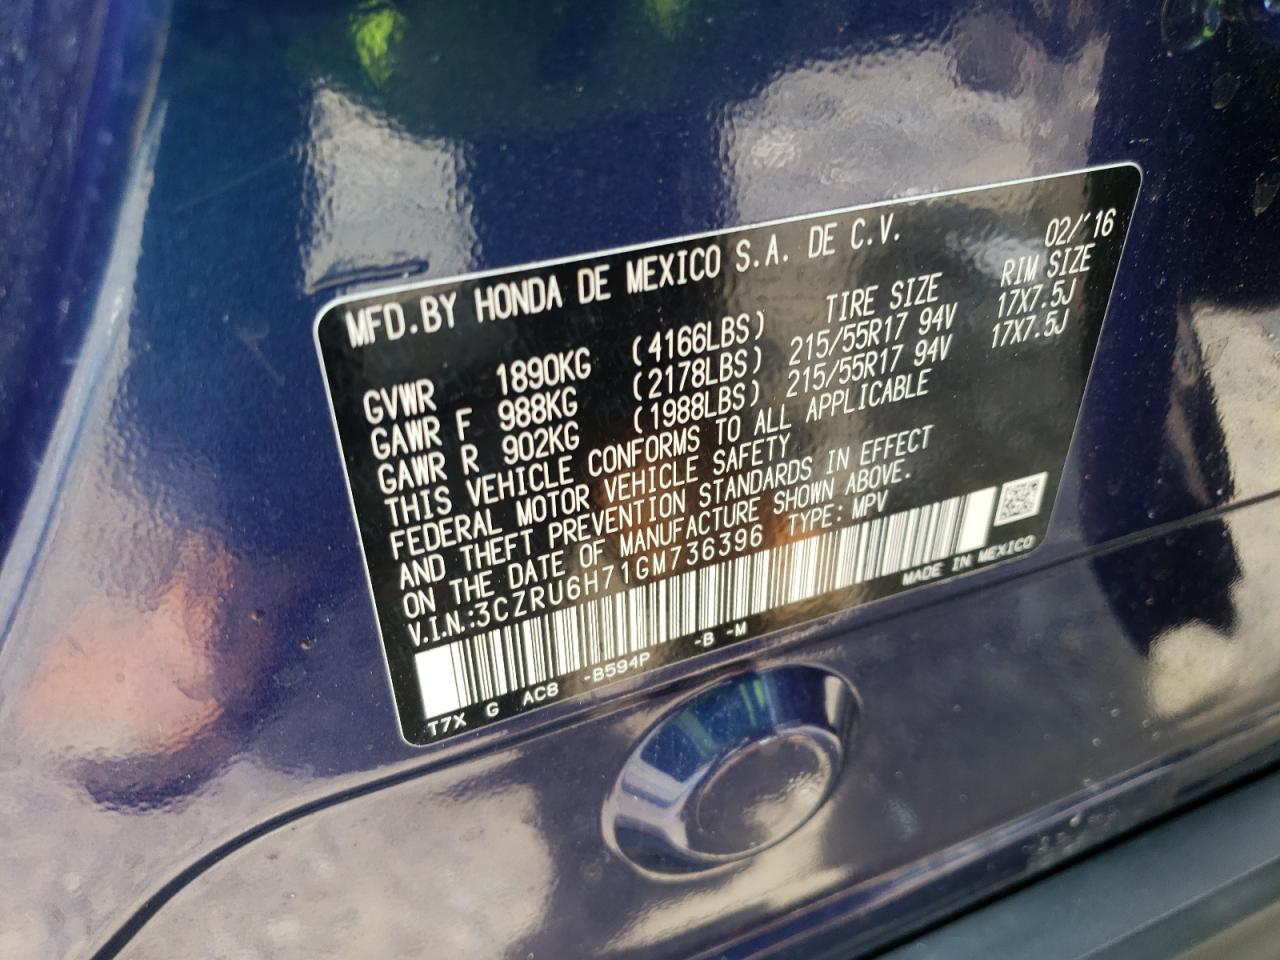 MFD.BY HONDA DE MEXICO S.A. DE C.V. 02/'16
TIRE SIZE RIM SIZE
GVWR 1890KG (4166LBS)
GAWR F 988KG (2178LBS) 215/55R17 94V 17X7.5J
GAWR R 902KG (1988LBS) 215/55R17 94V 17X7.5J
THIS VEHICLE CONFORMS TO ALL APPLICABLE
FEDERAL MOTOR VEHICLE SAFETY
AND THEFT PREVENTION STANDARDS IN EFFECT
ON THE DATE OF MANUFACTURE SHOWN ABOVE.
V.I.N.:3CZRU6H71GM736396 TYPE: MPV
MADE IN MEXICO
T7X G AC8 -B594P -B -M